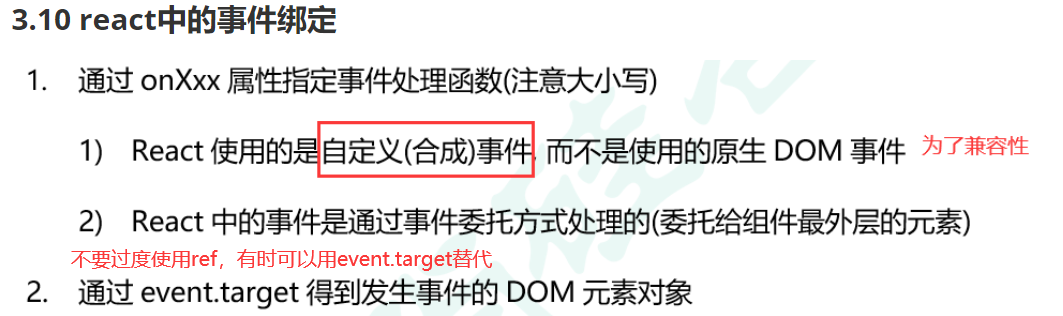 3.10 react中的事件绑定
1. 通过 onXxx 属性指定事件处理函数(注意大小写)
1) React 使用的是自定义(合成)事件, 而不是使用的原生 DOM 事件 为了兼容性
2) React 中的事件是通过事件委托方式处理的(委托给组件最外层的元素)
不要过度使用ref，有时可以用event.target替代
2. 通过 event.target 得到发生事件的 DOM 元素对象